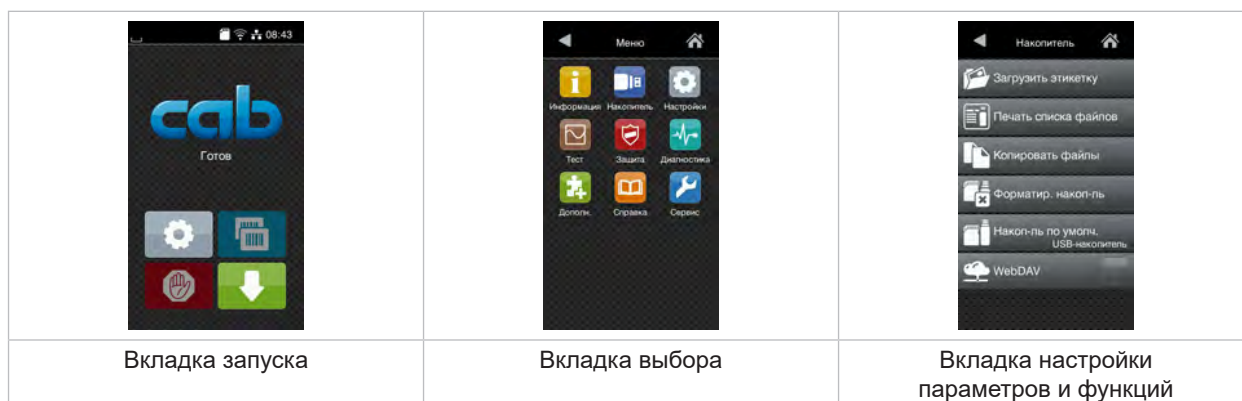 08:43
cab
Готов
Меню
Информация Накопитель Настройки
Тест Защита Диагностика
Дополн. Справка Сервис
Накопитель
Загрузить этикетку
Печать списка файлов
Копировать файлы
Форматир. накоп-ль
Накоп-ль по умолч.
USB-накопитель
WebDAV
Вкладка запуска
Вкладка выбора
Вкладка настройки
параметров и функций